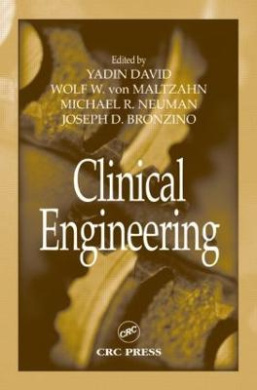 Edited by
YADIN DAVID
WOLF W. von MALTZAHN
MICHAEL R. NEUMAN
JOSEPH D. BRONZINO
Clinical
Engineering
CRC
CRC PRESS